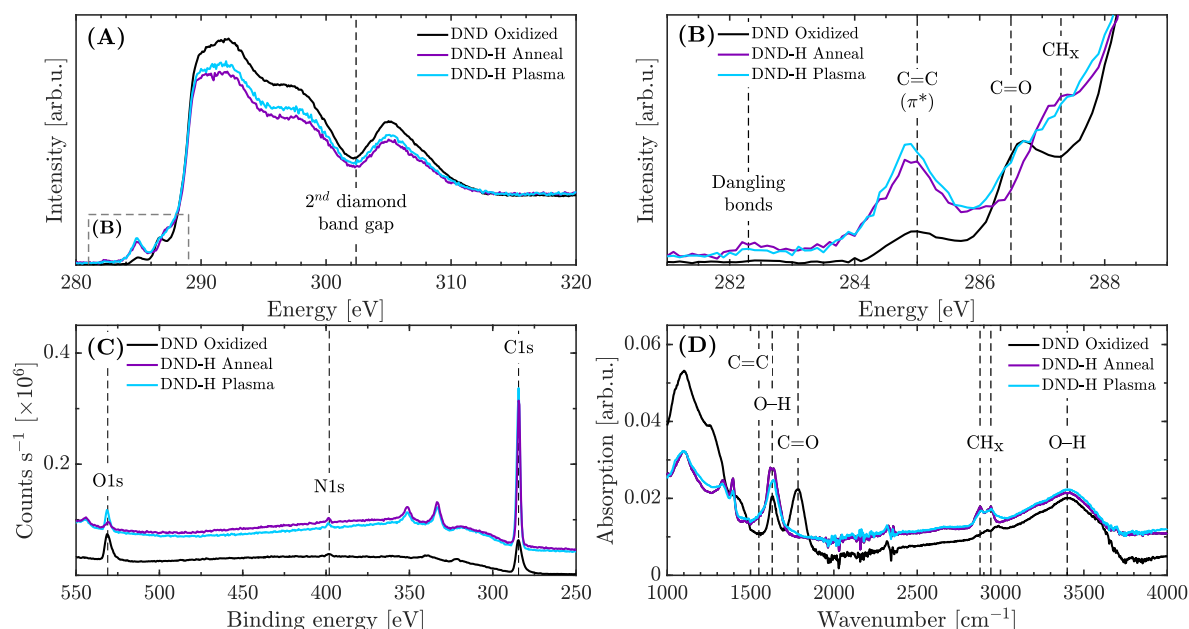 (A)
DND Oxidized
DND-H Anneal
DND-H Plasma
2nd diamond
band gap
(B)
Intensity [arb.u.]
280
290
300
310
320
Energy [eV]
(B)
DND Oxidized
DND-H Anneal
DND-H Plasma
C=C
(π*)
C=O
CHx
Dangling
bonds
Intensity [arb.u.]
282
284
286
288
Energy [eV]
(C)
DND Oxidized
DND-H Anneal
DND-H Plasma
C1s
O1s
N1s
Counts s−1 [×10⁶]
0.4
0.2
0
550
500
450
400
350
300
250
Binding energy [eV]
(D)
DND Oxidized
DND-H Anneal
DND-H Plasma
C=C
O–H
C=O
CHx
O–H
Absorption [arb.u.]
0.06
0.04
0.02
0
1000
1500
2000
2500
3000
3500
4000
Wavenumber [cm−1]